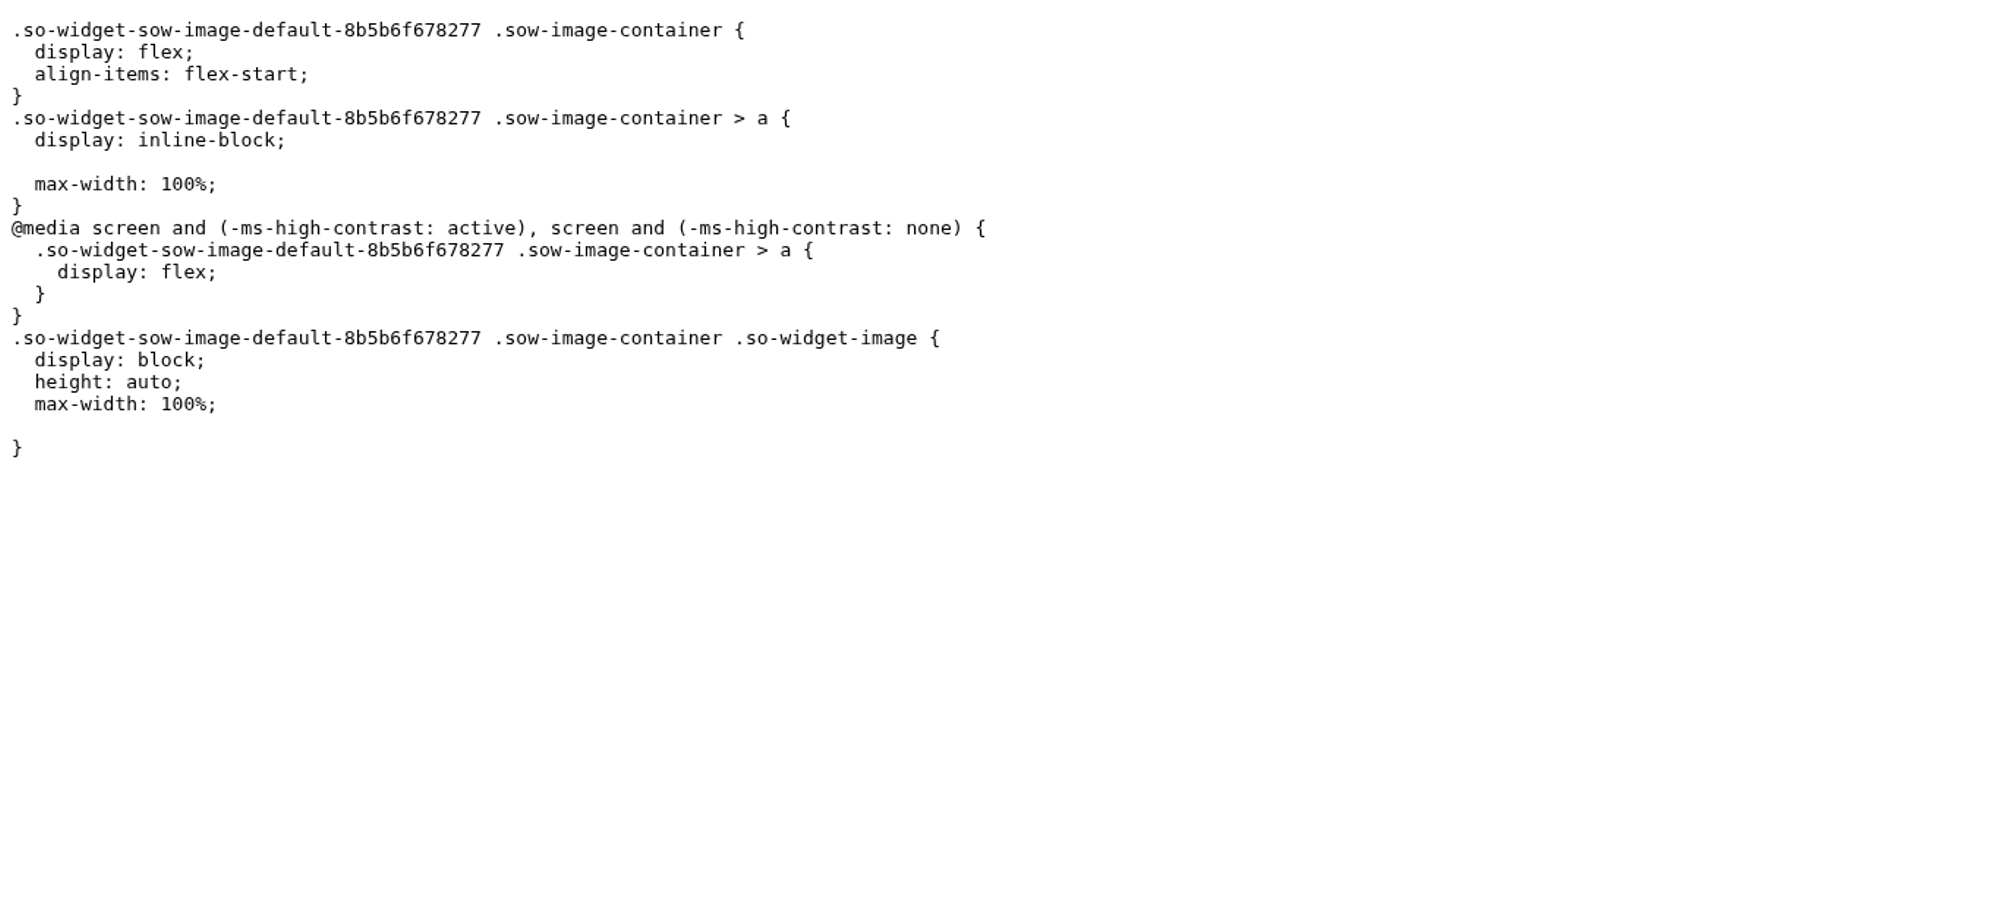 .so-widget-sow-image-default-8b5b6f678277 .sow-image-container {
  display: flex;
  align-items: flex-start;
}
.so-widget-sow-image-default-8b5b6f678277 .sow-image-container > a {
  display: inline-block;

  max-width: 100%;
}
@media screen and (-ms-high-contrast: active), screen and (-ms-high-contrast: none) {
  .so-widget-sow-image-default-8b5b6f678277 .sow-image-container > a {
    display: flex;
  }
}
.so-widget-sow-image-default-8b5b6f678277 .sow-image-container .so-widget-image {
  display: block;
  height: auto;
  max-width: 100%;

}